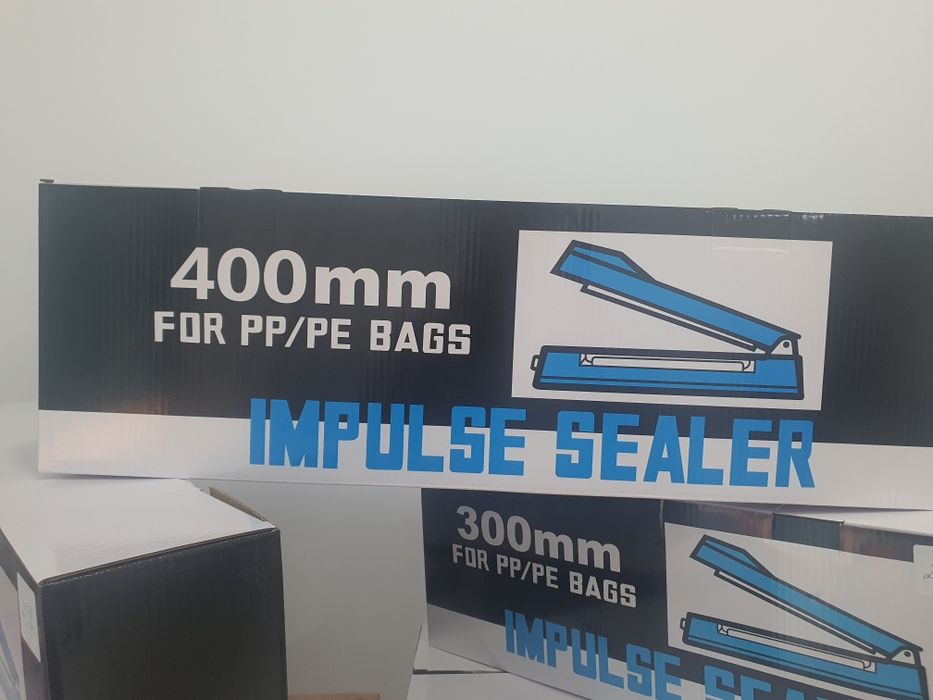 400mm
FOR PP/PE BAGS
IMPULSE SEALER
300mm
FOR PP/PE BAGS
IMPULSE